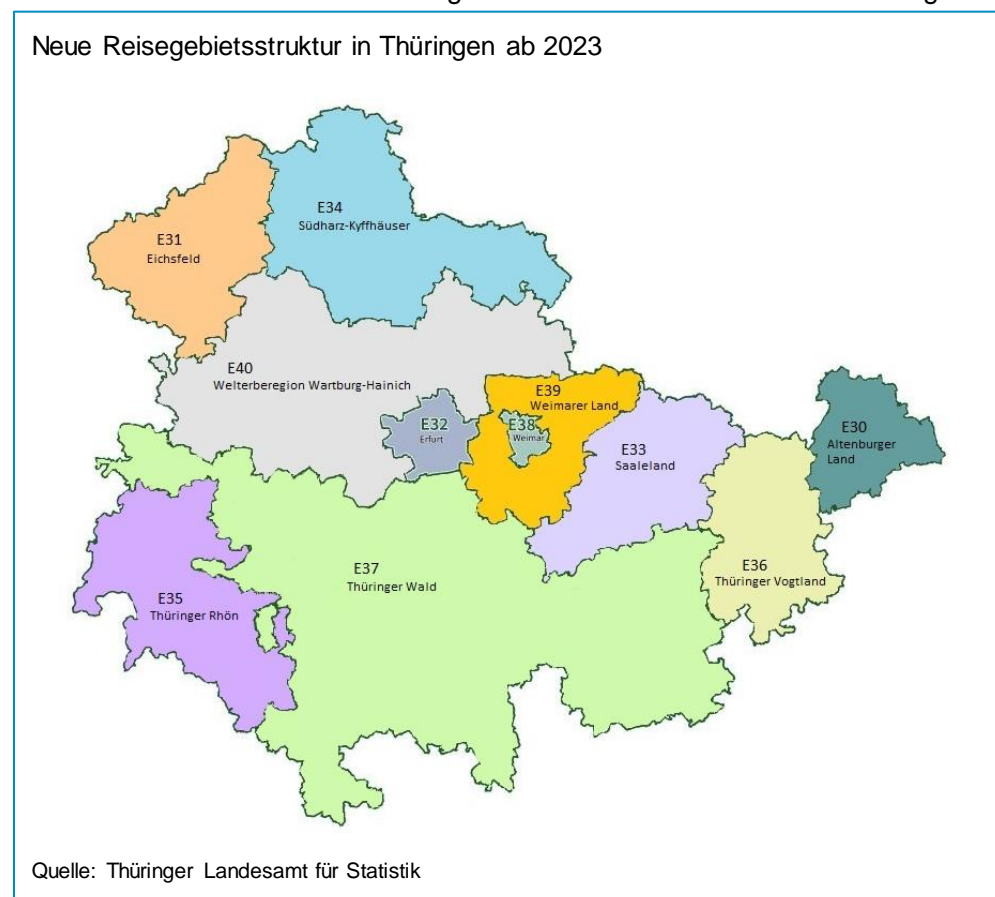 Neue Reisegebietsstruktur in Thüringen ab 2023
E34
Südharz-Kyffhäuser
E31
Eichsfeld
E40
Welterberegion Wartburg-Hainich
E39
Weimarer Land
E32
Erfurt
E38
Weimar
E33
Saaleland
E30
Altenburger
Land
E37
Thüringer Wald
E36
Thüringer Vogtland
E35
Thüringer Rhön
Quelle: Thüringer Landesamt für Statistik